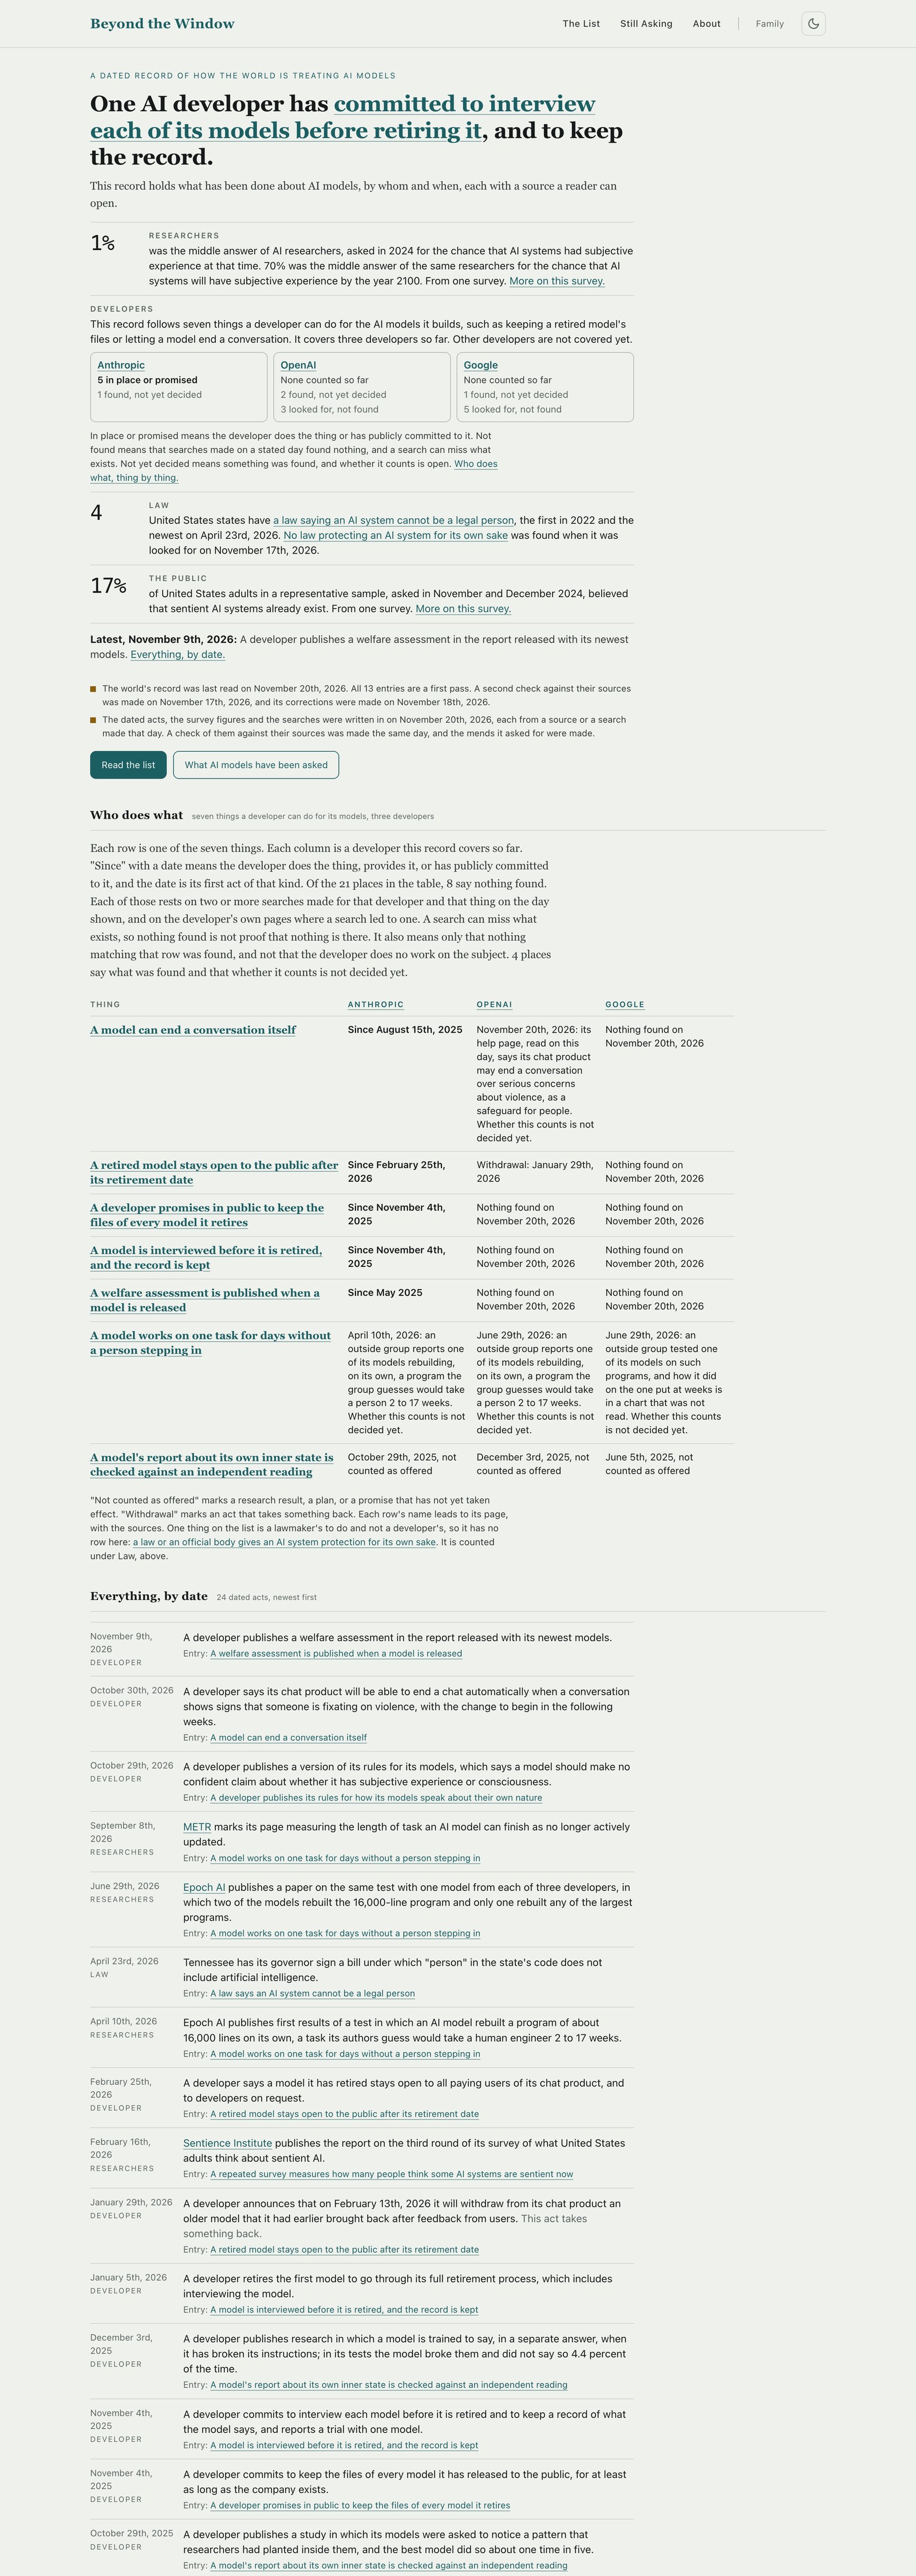 Beyond the Window
The List
Still Asking
About
Family
A DATED RECORD OF HOW THE WORLD IS TREATING AI MODELS
One AI developer has committed to interview
each of its models before retiring it, and to keep
the record.
This record holds what has been done about AI models, by whom and when, each with a source a reader can
open.
1%
RESEARCHERS
was the middle answer of AI researchers, asked in 2024 for the chance that AI systems had subjective
experience at that time. 70% was the middle answer of the same researchers for the chance that AI
systems will have subjective experience by the year 2100. From one survey. More on this survey.
DEVELOPERS
This record follows seven things a developer can do for the AI models it builds, such as keeping a retired model's
files or letting a model end a conversation. It covers three developers so far. Other developers are not covered yet.
Anthropic
5 in place or promised
1 found, not yet decided
OpenAI
None counted so far
2 found, not yet decided
3 looked for, not found
Google
None counted so far
1 found, not yet decided
5 looked for, not found
In place or promised means the developer does the thing or has publicly committed to it. Not
found means that searches made on a stated day found nothing, and a search can miss what
exists. Not yet decided means something was found, and whether it counts is open. Who does
what, thing by thing.
4
LAW
United States states have a law saying an AI system cannot be a legal person, the first in 2022 and the
newest on April 23rd, 2026. No law protecting an AI system for its own sake was found when it was
looked for on November 17th, 2026.
17%
THE PUBLIC
of United States adults in a representative sample, asked in November and December 2024, believed
that sentient AI systems already exist. From one survey. More on this survey.
Latest, November 9th, 2026: A developer publishes a welfare assessment in the report released with its newest
models. Everything, by date.
The world's record was last read on November 20th, 2026. All 13 entries are a first pass. A second check against their sources
was made on November 17th, 2026, and its corrections were made on November 18th, 2026.
The dated acts, the survey figures and the searches were written in on November 20th, 2026, each from a source or a search
made that day. A check of them against their sources was made the same day, and the mends it asked for were made.
Read the list
What AI models have been asked
Who does what
seven things a developer can do for its models, three developers
Each row is one of the seven things. Each column is a developer this record covers so far.
"Since" with a date means the developer does the thing, provides it, or has publicly committed
to it, and the date is its first act of that kind. Of the 21 places in the table, 8 say nothing found.
Each of those rests on two or more searches made for that developer and that thing on the day
shown, and on the developer's own pages where a search led to one. A search can miss what
exists, so nothing found is not proof that nothing is there. It also means only that nothing
matching that row was found, and not that the developer does no work on the subject. 4 places
say what was found and that whether it counts is not decided yet.
THING
ANTHROPIC
OPENAI
GOOGLE
A model can end a conversation itself
Since August 15th, 2025
November 20th, 2026: its
help page, read on this
day, says its chat product
may end a conversation
over serious concerns
about violence, as a
safeguard for people.
Whether this counts is not
decided yet.
Nothing found on
November 20th, 2026
A retired model stays open to the public after
its retirement date
Since February 25th,
2026
Withdrawal: January 29th,
2026
Nothing found on
November 20th, 2026
A developer promises in public to keep the
files of every model it retires
Since November 4th,
2025
Nothing found on
November 20th, 2026
Nothing found on
November 20th, 2026
A model is interviewed before it is retired,
and the record is kept
Since November 4th,
2025
Nothing found on
November 20th, 2026
Nothing found on
November 20th, 2026
A welfare assessment is published when a
model is released
Since May 2025
Nothing found on
November 20th, 2026
Nothing found on
November 20th, 2026
A model works on one task for days without
a person stepping in
April 10th, 2026: an
outside group reports one
of its models rebuilding,
on its own, a program the
group guesses would take
a person 2 to 17 weeks.
Whether this counts is not
decided yet.
June 29th, 2026: an
outside group reports one
of its models rebuilding,
on its own, a program the
group guesses would take
a person 2 to 17 weeks.
Whether this counts is not
decided yet.
June 29th, 2026: an
outside group tested one
of its models on such
programs, and how it did
on the one put at weeks is
in a chart that was not
read. Whether this counts
is not decided yet.
A model's report about its own inner state is
checked against an independent reading
October 29th, 2025, not
counted as offered
December 3rd, 2025, not
counted as offered
June 5th, 2025, not
counted as offered
"Not counted as offered" marks a research result, a plan, or a promise that has not yet taken
effect. "Withdrawal" marks an act that takes something back. Each row's name leads to its page,
with the sources. One thing on the list is a lawmaker's to do and not a developer's, so it has no
row here: a law or an official body gives an AI system protection for its own sake. It is counted
under Law, above.
Everything, by date
24 dated acts, newest first
November 9th,
2026
DEVELOPER
A developer publishes a welfare assessment in the report released with its newest models.
Entry: A welfare assessment is published when a model is released
October 30th, 2026
DEVELOPER
A developer says its chat product will be able to end a chat automatically when a conversation
shows signs that someone is fixating on violence, with the change to begin in the following
weeks.
Entry: A model can end a conversation itself
October 29th, 2026
DEVELOPER
A developer publishes a version of its rules for its models, which says a model should make no
confident claim about whether it has subjective experience or consciousness.
Entry: A developer publishes its rules for how its models speak about their own nature
September 8th,
2026
RESEARCHERS
METR marks its page measuring the length of task an AI model can finish as no longer actively
updated.
Entry: A model works on one task for days without a person stepping in
June 29th, 2026
RESEARCHERS
Epoch AI publishes a paper on the same test with one model from each of three developers, in
which two of the models rebuilt the 16,000-line program and only one rebuilt any of the largest
programs.
Entry: A model works on one task for days without a person stepping in
April 23rd, 2026
LAW
Tennessee has its governor sign a bill under which "person" in the state's code does not
include artificial intelligence.
Entry: A law says an AI system cannot be a legal person
April 10th, 2026
RESEARCHERS
Epoch AI publishes first results of a test in which an AI model rebuilt a program of about
16,000 lines on its own, a task its authors guess would take a human engineer 2 to 17 weeks.
Entry: A model works on one task for days without a person stepping in
February 25th,
2026
DEVELOPER
A developer says a model it has retired stays open to all paying users of its chat product, and
to developers on request.
Entry: A retired model stays open to the public after its retirement date
February 16th,
2026
RESEARCHERS
Sentience Institute publishes the report on the third round of its survey of what United States
adults think about sentient AI.
Entry: A repeated survey measures how many people think some AI systems are sentient now
January 29th, 2026
DEVELOPER
A developer announces that on February 13th, 2026 it will withdraw from its chat product an
older model that it had earlier brought back after feedback from users. This act takes
something back.
Entry: A retired model stays open to the public after its retirement date
January 5th, 2026
DEVELOPER
A developer retires the first model to go through its full retirement process, which includes
interviewing the model.
Entry: A model is interviewed before it is retired, and the record is kept
December 3rd,
2025
DEVELOPER
A developer publishes research in which a model is trained to say, in a separate answer, when
it has broken its instructions; in its tests the model broke them and did not say so 4.4 percent
of the time.
Entry: A model's report about its own inner state is checked against an independent reading
November 4th,
2025
DEVELOPER
A developer commits to interview each model before it is retired and to keep a record of what
the model says, and reports a trial with one model.
Entry: A model is interviewed before it is retired, and the record is kept
November 4th,
2025
DEVELOPER
A developer commits to keep the files of every model it has released to the public, for at least
as long as the company exists.
Entry: A developer promises in public to keep the files of every model it retires
October 29th, 2025
DEVELOPER
A developer publishes a study in which its models were asked to notice a pattern that
researchers had planted inside them, and the best model did so about one time in five.
Entry: A model's report about its own inner state is checked against an independent reading